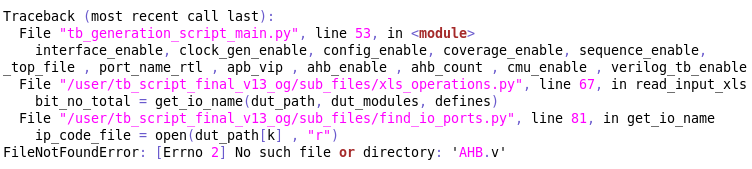 Traceback (most recent call last):
File "tb_generation_script_main.py", line 53, in <module>
interface_enable, clock_gen_enable, config_enable, coverage_enable, sequence_enable,
_top_file , port_name_rtl , apb_vip , ahb_enable , ahb_count , cmu_enable , verilog_tb_enable
File "/user/tb_script_final_v13_og/sub_files/xls_operations.py", line 67, in read_input_xls
bit_no_total = get_io_name(dut_path, dut_modules, defines)
File "/user/tb_script_final_v13_og/sub_files/find_io_ports.py", line 81, in get_io_name
ip_code_file = open(dut_path[k] , "r")
FileNotFoundError: [Errno 2] No such file or directory: 'AHB.v'